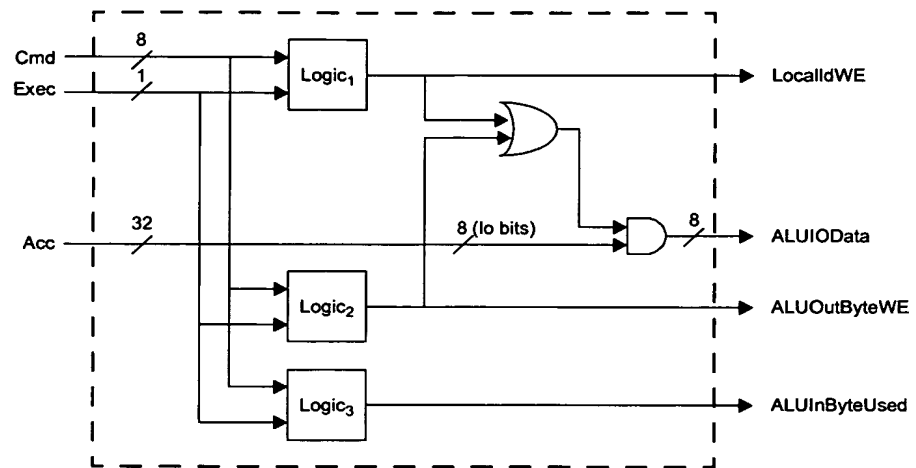 8
Cmd
Logic₁
LocalIdWE
1
Exec
32
8 (lo bits)
8
Acc
ALUIOData
Logic₂
ALUOutByteWE
Logic₃
ALUInByteUsed